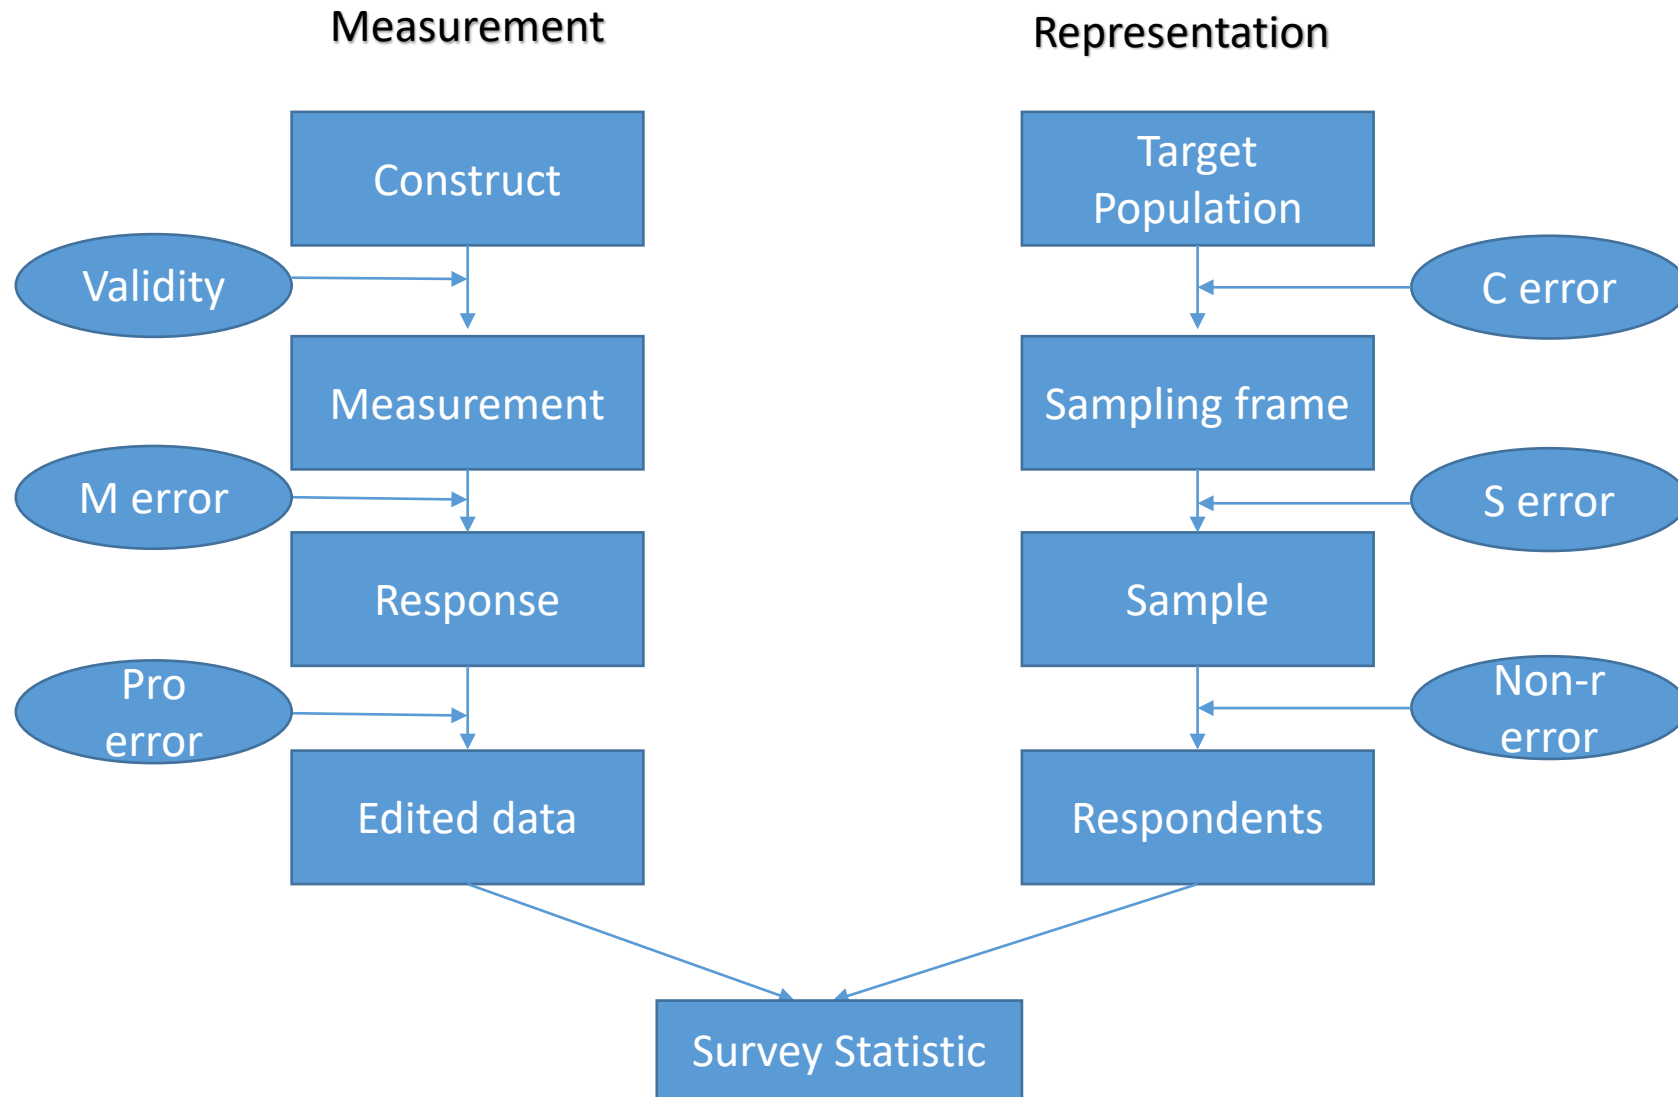 Measurement
Representation
Construct
Target
Population
Validity
C error
Measurement
Sampling frame
M error
S error
Response
Sample
Pro
error
Non-r
error
Edited data
Respondents
Survey Statistic